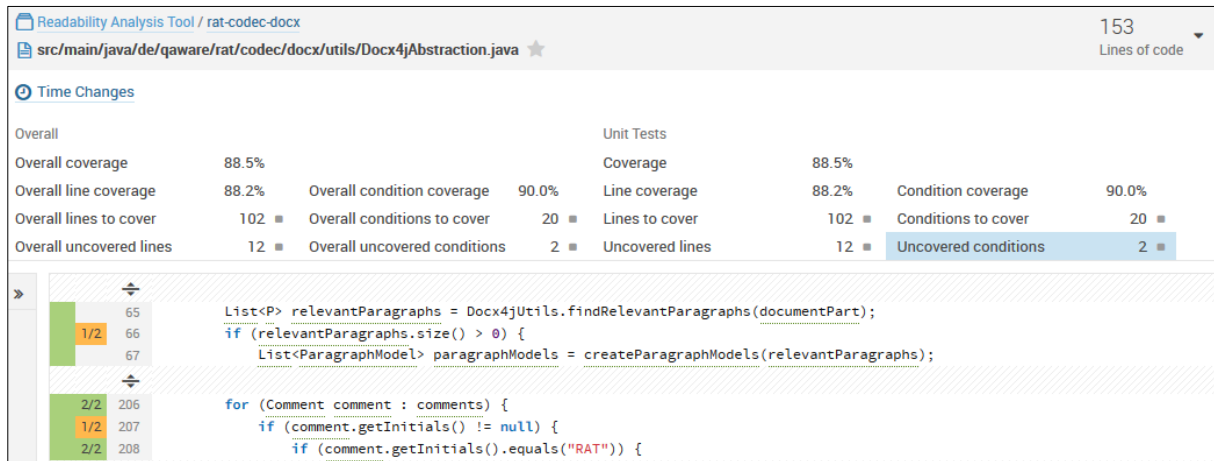 Readability Analysis Tool / rat-codec-docx
src/main/java/de/qaware/rat/codec/docx/utils/Docx4jAbstraction.java
153
Lines of code
Time Changes
Overall Unit Tests
Overall coverage 88.5% Coverage 88.5%
Overall line coverage 88.2% Overall condition coverage 90.0% Line coverage 88.2% Condition coverage 90.0%
Overall lines to cover 102 Overall conditions to cover 20 Lines to cover 102 Conditions to cover 20
Overall uncovered lines 12 Overall uncovered conditions 2 Uncovered lines 12 Uncovered conditions 2
65 List<P> relevantParagraphs = Docx4jUtils.findRelevantParagraphs(documentPart);
1/2 66 if (relevantParagraphs.size() > 0) {
67 List<ParagraphModel> paragraphModels = createParagraphModels(relevantParagraphs);
2/2 206 for (Comment comment : comments) {
1/2 207 if (comment.getInitials() != null) {
2/2 208 if (comment.getInitials().equals("RAT")) {